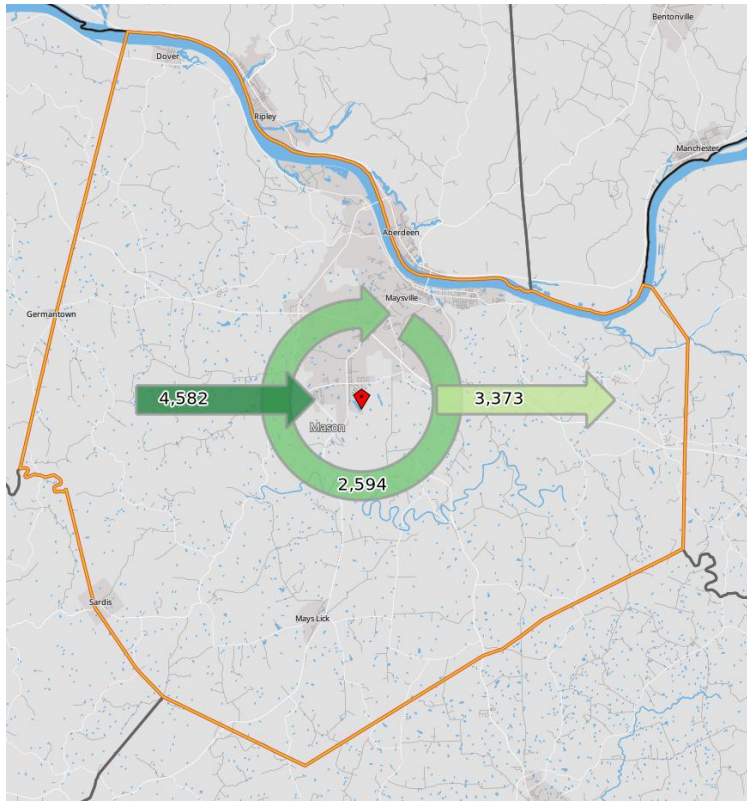 Bentonville
Dover
Ripley
Manchester
Aberdeen
Maysville
Germantown
4,582
3,373
Mason
2,594
Sardis
Mays Lick